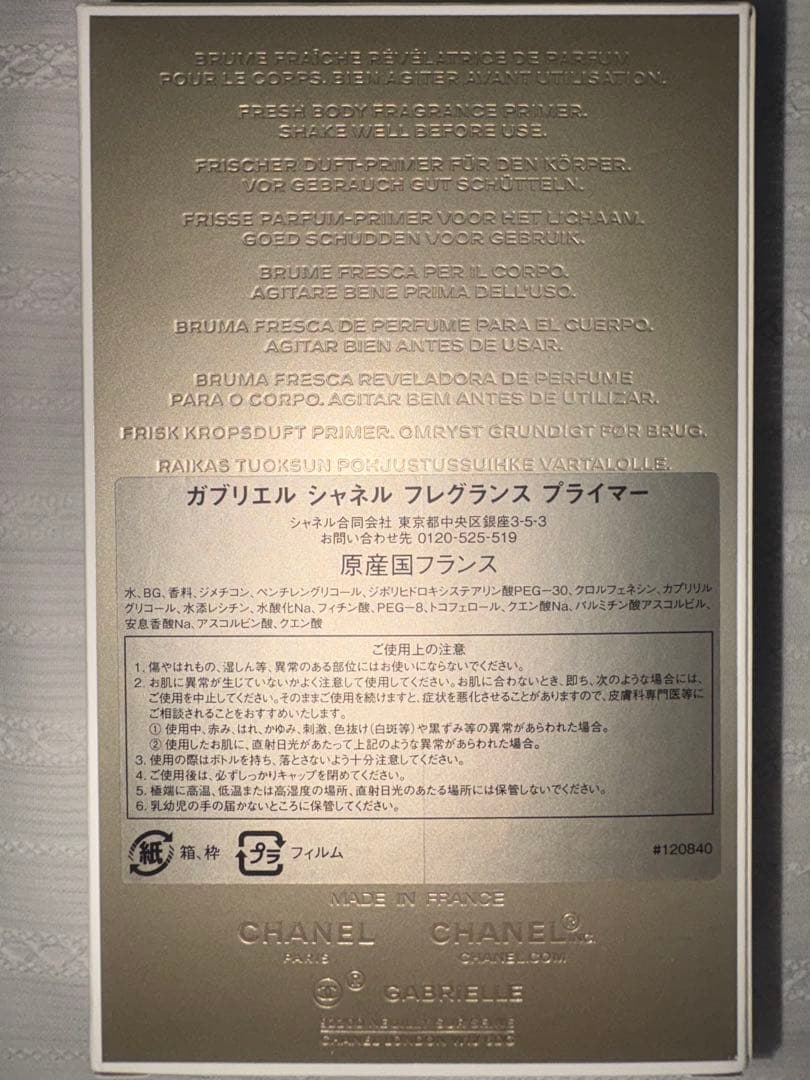 BRUME FRAÎCHE RÉVÉLATRICE DE PARFUM
POUR LE CORPS. BIEN AGITER AVANT UTILISATION.
FRESH BODY FRAGRANCE PRIMER.
SHAKE WELL BEFORE USE.
FRISCHER DUFT-PRIMER FÜR DEN KÖRPER.
VOR GEBRAUCH GUT SCHÜTTELN.
FRISSE PARFUM-PRIMER VOOR HET LICHAAM.
GOED SCHUDDEN VOOR GEBRUIK.
BRUME FRESCA PER IL CORPO.
AGITARE BENE PRIMA DELL'USO.
BRUMA FRESCA DE PERFUME PARA EL CUERPO.
AGITAR BIEN ANTES DE USAR.
BRUMA FRESCA REVELADORA DE PERFUME
PARA O CORPO. AGITAR BEM ANTES DE UTILIZAR.
FRISK KROPSDUFT PRIMER. OMRYST GRUNDIGT FØR BRUG.
RAIKAS TUOKSUN POHJUSTUSSUIHKE VARTALOLLE.
ガブリエル シャネル フレグランス プライマー
シャネル合同会社 東京都中央区銀座3-5-3
お問い合わせ先 0120-525-519
原産国フランス
水、BG、香料、ジメチコン、ペンチレングリコール、ジポリヒドロキシステアリン酸PEG-30、クロルフェネシン、カプリリル
グリコール、水添レシチン、水酸化Na、フィチン酸、PEG-8、トコフェロール、クエン酸Na、パルミチン酸アスコルビル、
安息香酸Na、アスコルビン酸、クエン酸
ご使用上の注意
1. 傷やはれもの、湿しん等、異常のある部位にはお使いにならないでください。
2. お肌に異常が生じていないかよく注意して使用してください。お肌に合わないとき、即ち、次のような場合には、
ご使用を中止してください。そのままご使用を続けますと、症状を悪化させることがありますので、皮膚科専門医等に
ご相談されることをおすすめいたします。
① 使用中、赤み、はれ、かゆみ、刺激、色抜け(白斑等)や黒ずみ等の異常があらわれた場合。
② 使用したお肌に、直射日光があたって上記のような異常があらわれた場合。
3. 使用の際はボトルを持ち、落とさないよう十分注意してください。
4. ご使用後は、必ずしっかりキャップを閉めてください。
5. 極端に高温、低温または高湿度の場所、直射日光のあたる場所には保管しないでください。
6. 乳幼児の手の届かないところに保管してください。
紙 箱、枠 プラ フィルム #120840
MADE IN FRANCE
CHANEL CHANEL® INC.
PARIS CHANEL.COM
® GABRIELLE
92200 NEUILLY SUR SEINE
CHANEL LONDON